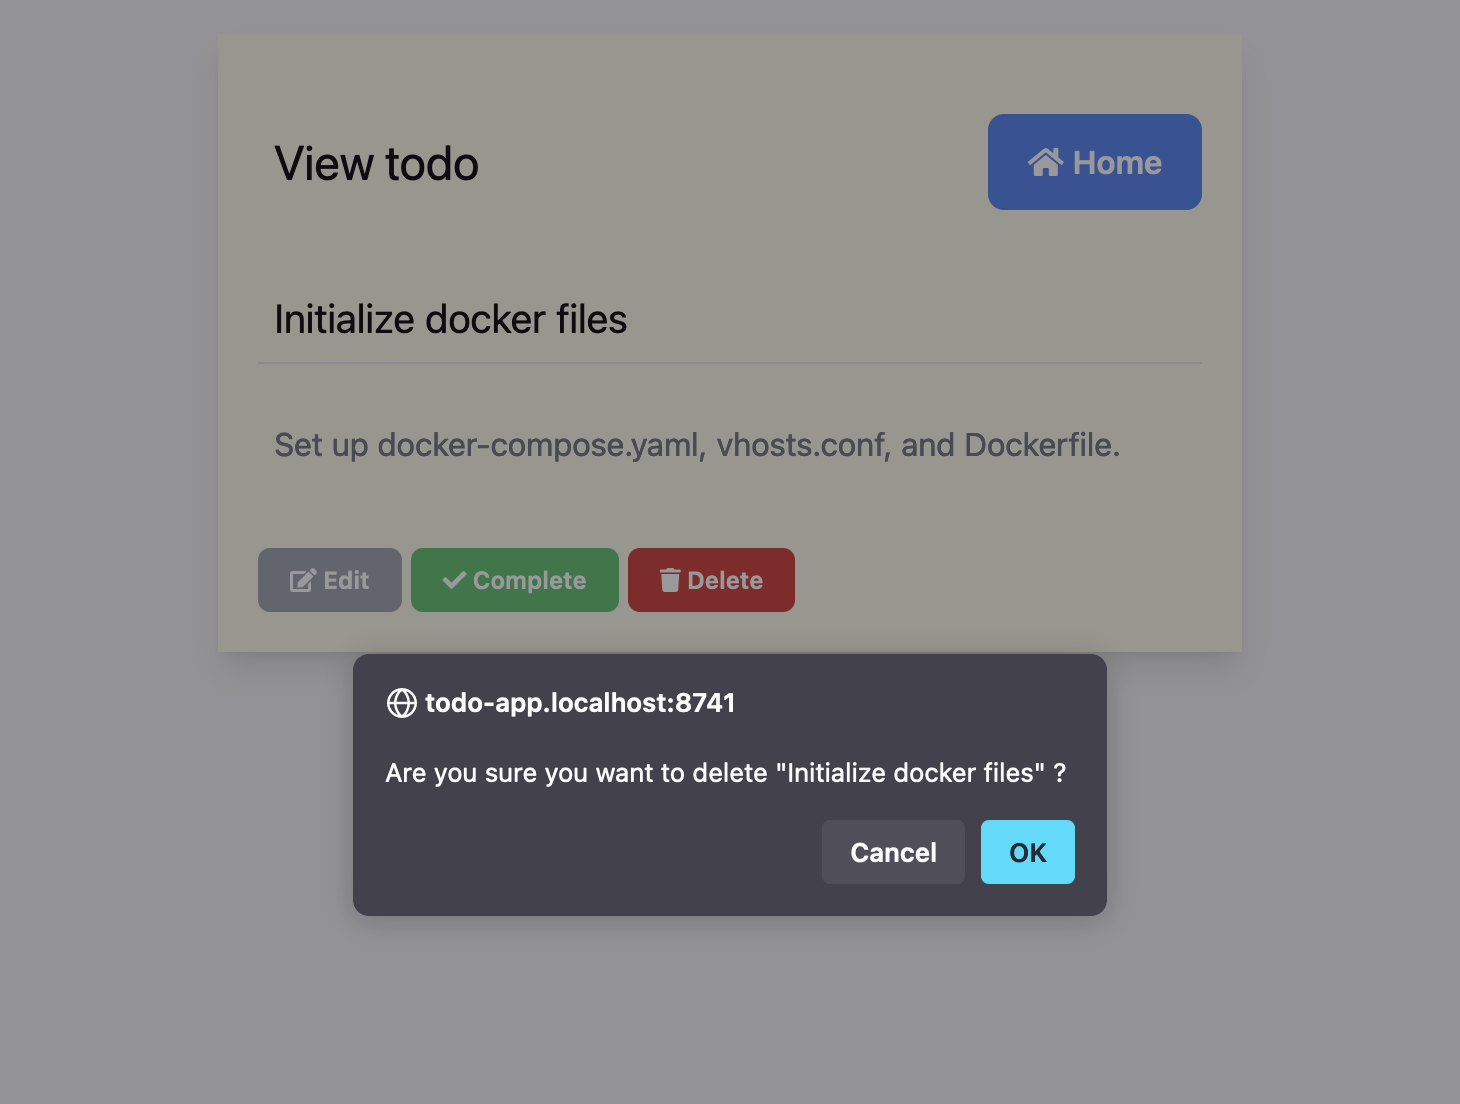 View todo
Home
Initialize docker files
Set up docker-compose.yaml, vhosts.conf, and Dockerfile.
Edit Complete Delete
todo-app.localhost:8741
Are you sure you want to delete "Initialize docker files" ?
Cancel OK